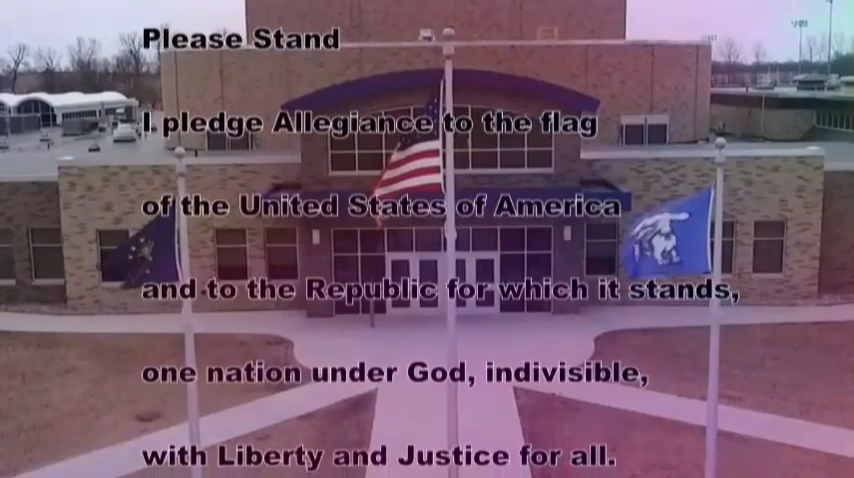 Please Stand
I pledge Allegiance to the flag
of the United States of America
and to the Republic for which it stands,
one nation under God, indivisible,
with Liberty and Justice for all.